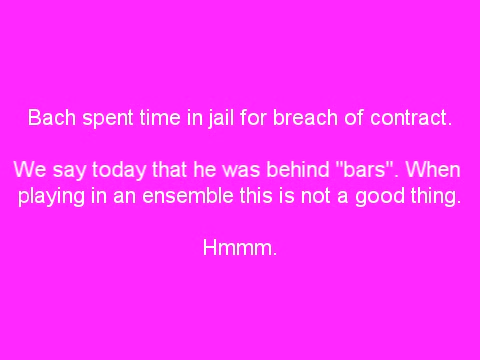 Bach spent time in jail for breach of contract.
We say today that he was behind "bars". When
playing in an ensemble this is not a good thing.
Hmmm.